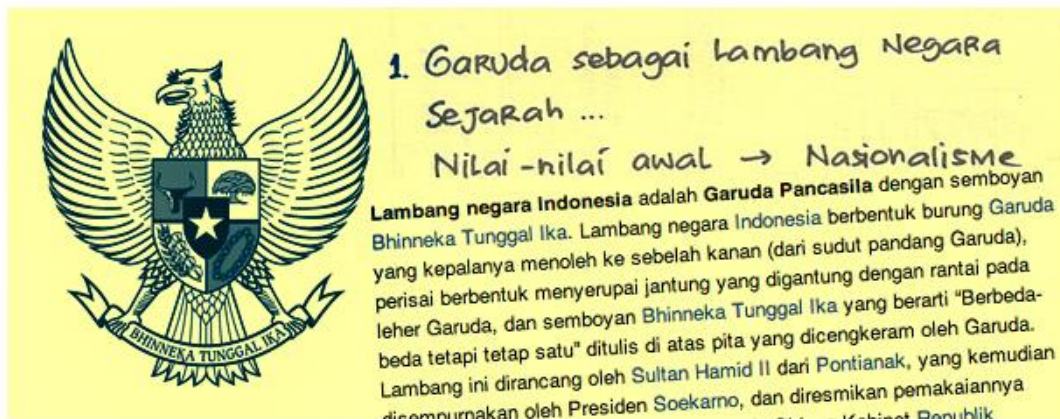 1. Garuda sebagai Lambang Negara
Sejarah ...
Nilai-nilai awal → Nasionalisme
Lambang negara Indonesia adalah Garuda Pancasila dengan semboyan
Bhinneka Tunggal Ika. Lambang negara Indonesia berbentuk burung Garuda
yang kepalanya menoleh ke sebelah kanan (dari sudut pandang Garuda),
perisai berbentuk menyerupai jantung yang digantung dengan rantai pada
leher Garuda, dan semboyan Bhinneka Tunggal Ika yang berarti “Berbeda-
beda tetapi tetap satu” ditulis di atas pita yang dicengkeram oleh Garuda.
Lambang ini dirancang oleh Sultan Hamid II dari Pontianak, yang kemudian
disempurnakan oleh Presiden Soekarno, dan diresmikan pemakaiannya
Kabinet Republik
BHINNEKA TUNGGAL IKA